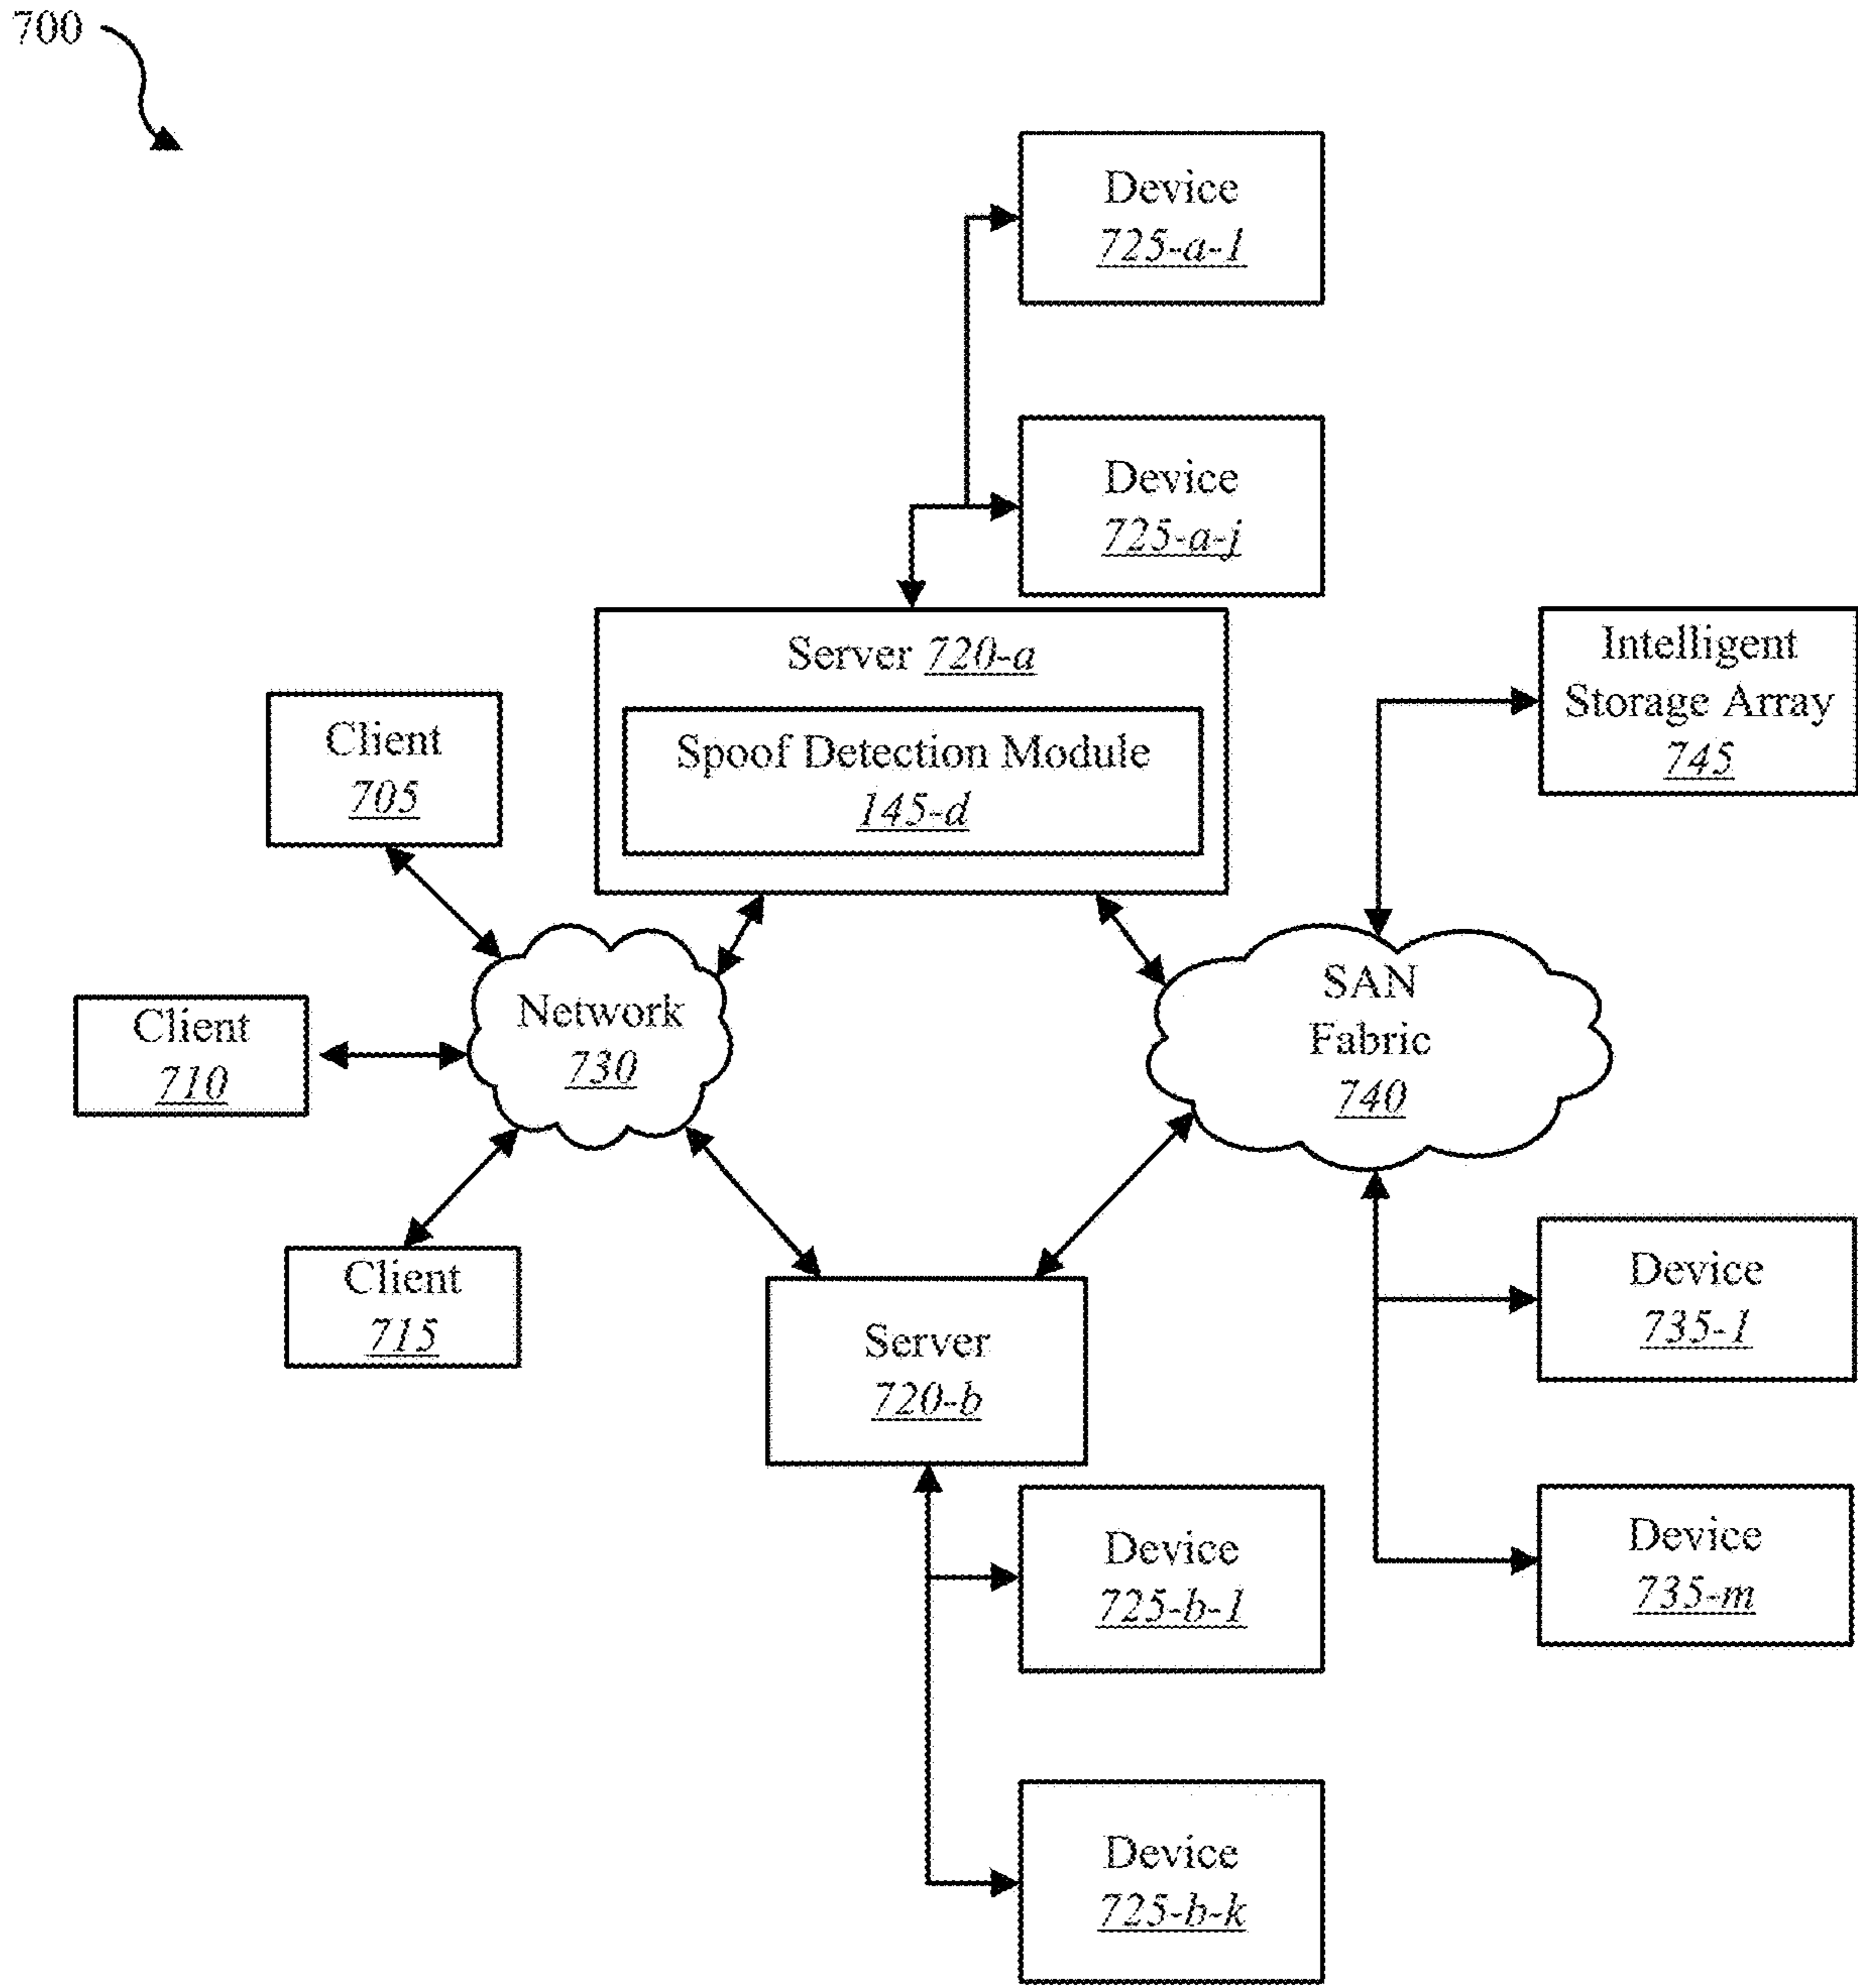 700
Device
725-a-1
Device
725-a-j
Server 720-a
Spoof Detection Module
145-d
Intelligent
Storage Array
745
Client
705
Client
710
Network
730
SAN
Fabric
740
Client
715
Server
720-b
Device
735-1
Device
735-m
Device
725-b-1
Device
725-b-k